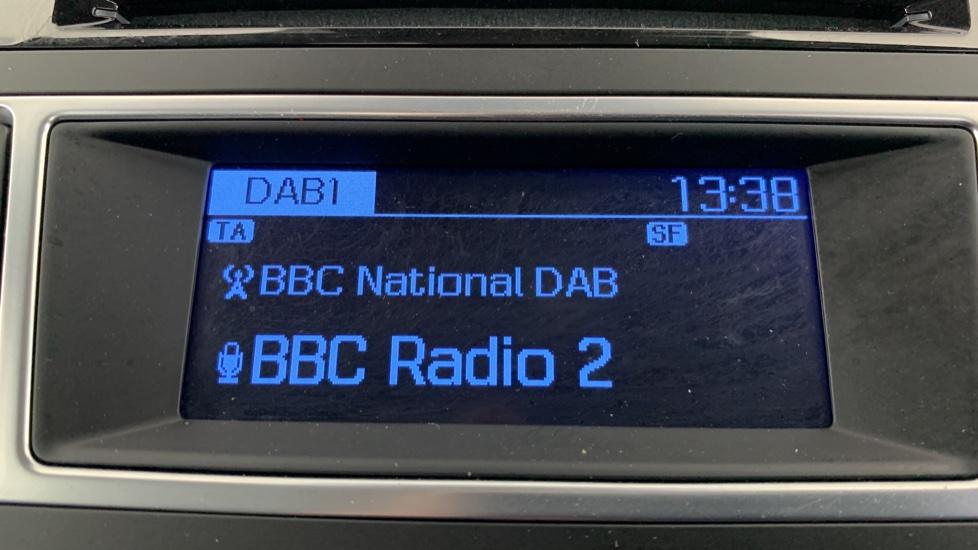 DAB1 13:38
TA SF
BBC National DAB
BBC Radio 2